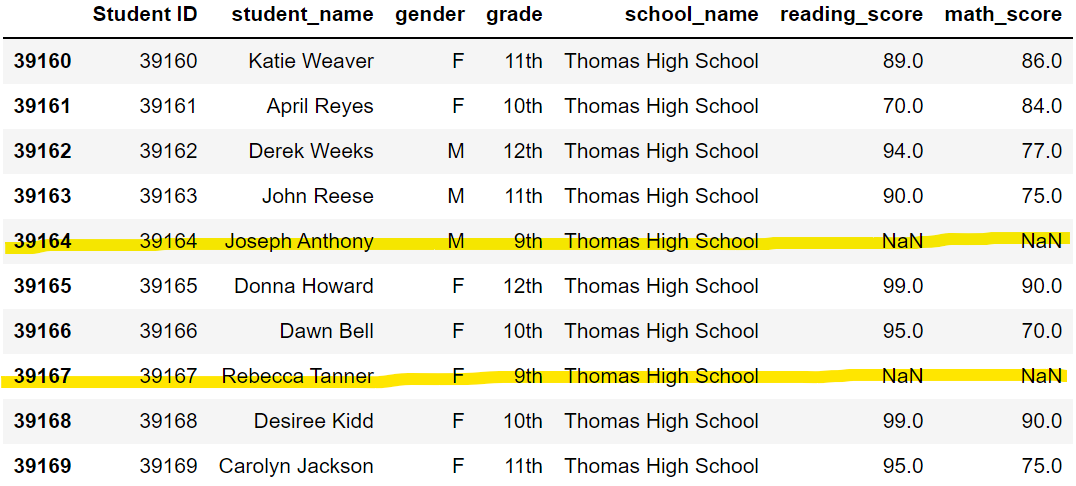 Student ID student_name gender grade school_name reading_score math_score
39160 39160 Katie Weaver F 11th Thomas High School 89.0 86.0
39161 39161 April Reyes F 10th Thomas High School 70.0 84.0
39162 39162 Derek Weeks M 12th Thomas High School 94.0 77.0
39163 39163 John Reese M 11th Thomas High School 90.0 75.0
39164 39164 Joseph Anthony M 9th Thomas High School NaN NaN
39165 39165 Donna Howard F 12th Thomas High School 99.0 90.0
39166 39166 Dawn Bell F 10th Thomas High School 95.0 70.0
39167 39167 Rebecca Tanner F 9th Thomas High School NaN NaN
39168 39168 Desiree Kidd F 10th Thomas High School 99.0 90.0
39169 39169 Carolyn Jackson F 11th Thomas High School 95.0 75.0